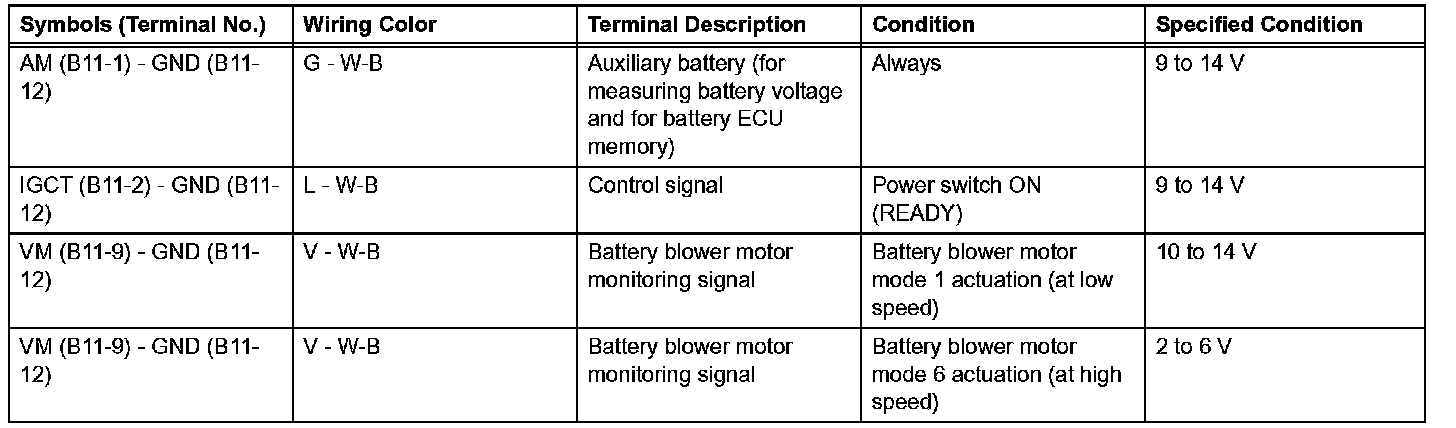 Symbols (Terminal No.) Wiring Color Terminal Description Condition Specified Condition
AM (B11-1) - GND (B11-
12)
G - W-B
Auxiliary battery (for
measuring battery voltage
and for battery ECU
memory)
Always
9 to 14 V
IGCT (B11-2) - GND (B11-
12)
L - W-B
Control signal
Power switch ON
(READY)
9 to 14 V
VM (B11-9) - GND (B11-
12)
V - W-B
Battery blower motor
monitoring signal
Battery blower motor
mode 1 actuation (at low
speed)
10 to 14 V
VM (B11-9) - GND (B11-
12)
V - W-B
Battery blower motor
monitoring signal
Battery blower motor
mode 6 actuation (at high
speed)
2 to 6 V